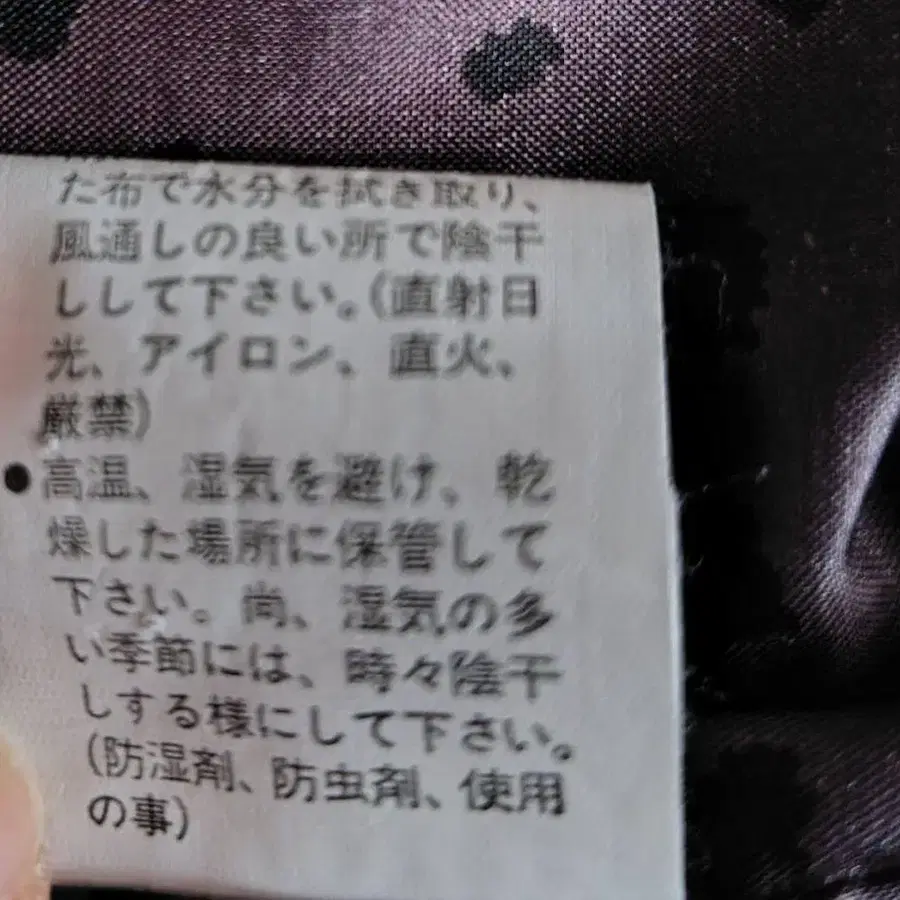 た布で水分を拭き取り、
風通しの良い所で陰干
しして下さい。(直射日
光、アイロン、直火、
厳禁)
●高温、湿気を避け、乾
燥した場所に保管して
下さい。尚、湿気の多
い季節には、時々陰干
しする様にして下さい。
(防湿剤、防虫剤、使用
の事)